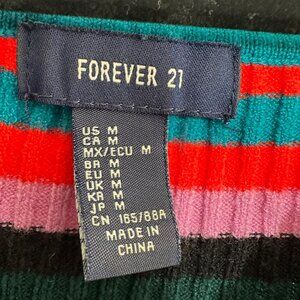 FOREVER 21
US M
CA M
MX/ECU M
BR M
EU M
UK M
KR M
JP M
CN 165/88A
MADE IN
CHINA